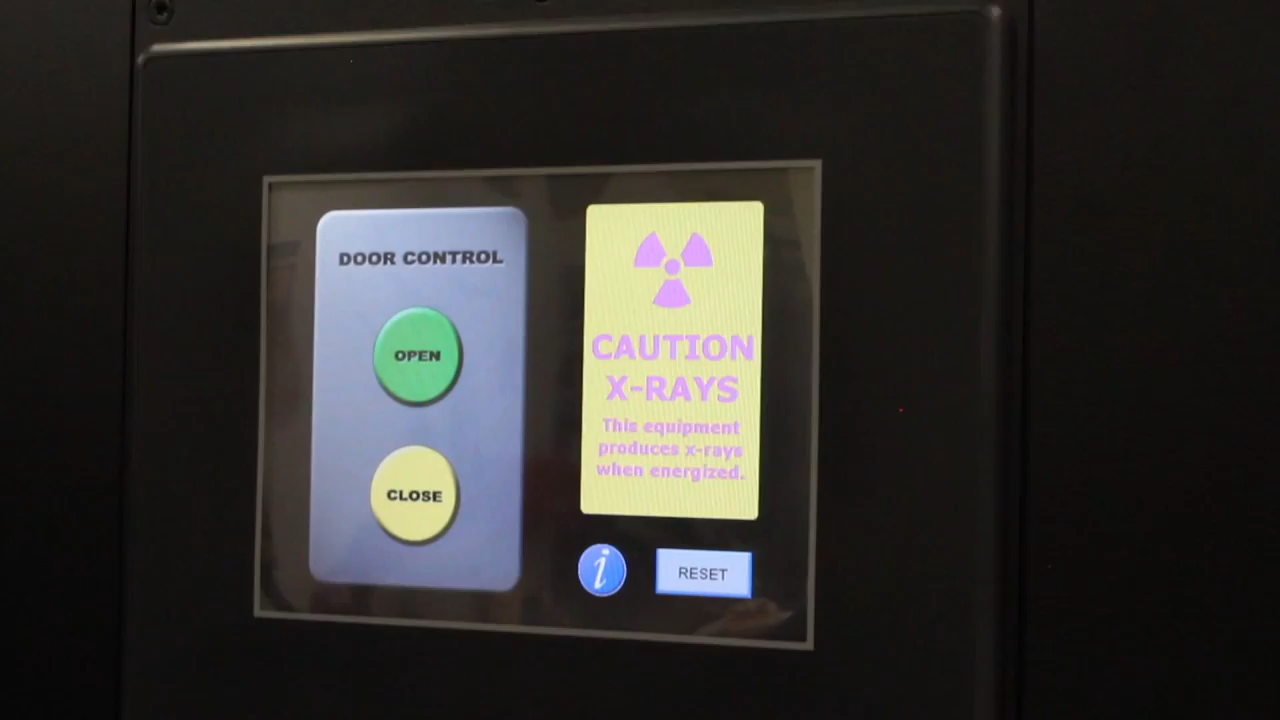 DOOR CONTROL
OPEN
CLOSE
CAUTION
X-RAYS
This equipment
produces x-rays
when energized.
i
RESET